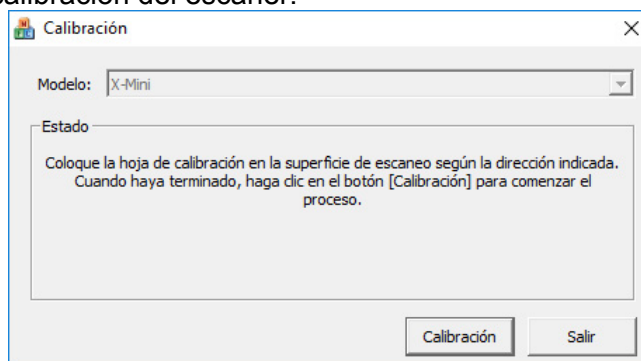 calibración del escáner.
Calibración
Modelo: X-Mini
Estado
Coloque la hoja de calibración en la superficie de escaneo según la dirección indicada.
Cuando haya terminado, haga clic en el botón [Calibración] para comenzar el
proceso.
Calibración Salir